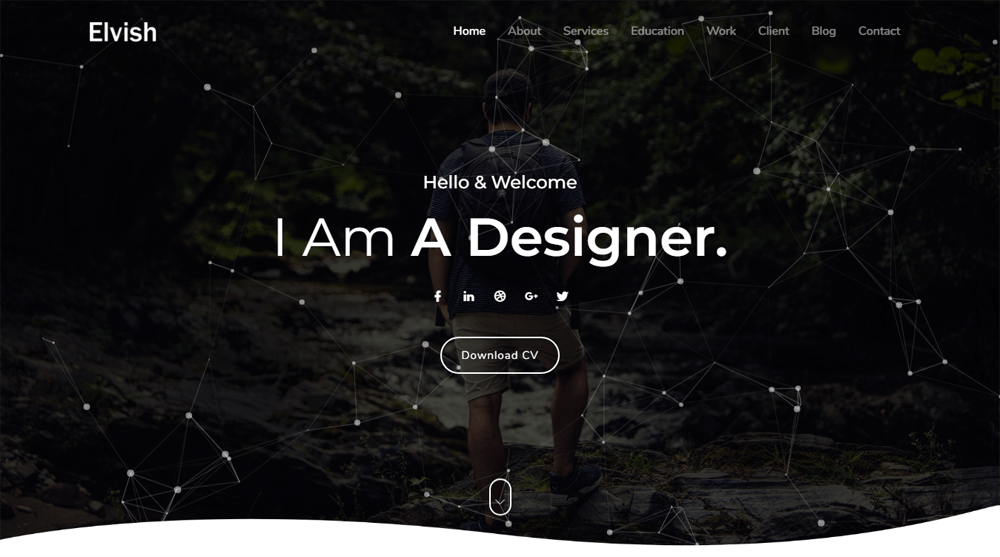 Elvish
Home About Services Education Work Client Blog Contact
Hello & Welcome
I Am A Designer.
Download CV